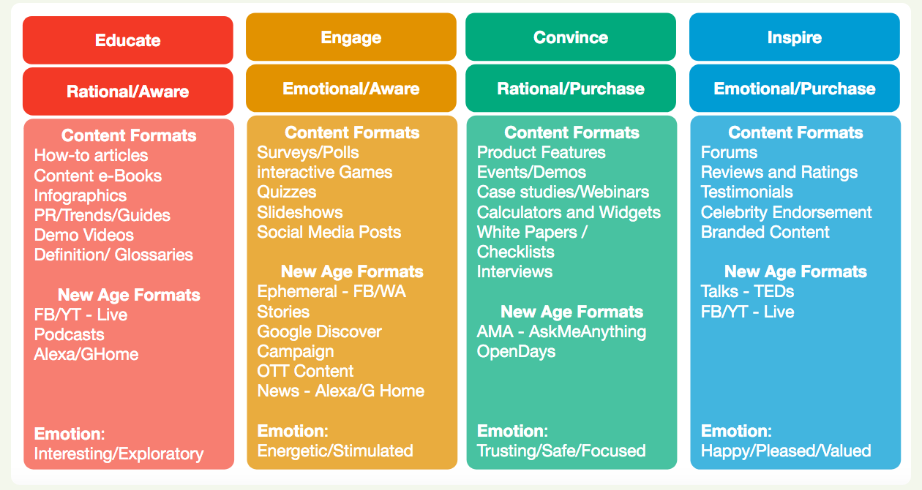 Educate
Rational/Aware
Content Formats
How-to articles
Content e-Books
Infographics
PR/Trends/Guides
Demo Videos
Definition/ Glossaries
New Age Formats
FB/YT - Live
Podcasts
Alexa/GHome
Emotion:
Interesting/Exploratory
Engage
Emotional/Aware
Content Formats
Surveys/Polls
interactive Games
Quizzes
Slideshows
Social Media Posts
New Age Formats
Ephemeral - FB/WA
Stories
Google Discover
Campaign
OTT Content
News - Alexa/G Home
Emotion:
Energetic/Stimulated
Convince
Rational/Purchase
Content Formats
Product Features
Events/Demos
Case studies/Webinars
Calculators and Widgets
White Papers /
Checklists
Interviews
New Age Formats
AMA - AskMeAnything
OpenDays
Emotion:
Trusting/Safe/Focused
Inspire
Emotional/Purchase
Content Formats
Forums
Reviews and Ratings
Testimonials
Celebrity Endorsement
Branded Content
New Age Formats
Talks - TEDs
FB/YT - Live
Emotion:
Happy/Pleased/Valued